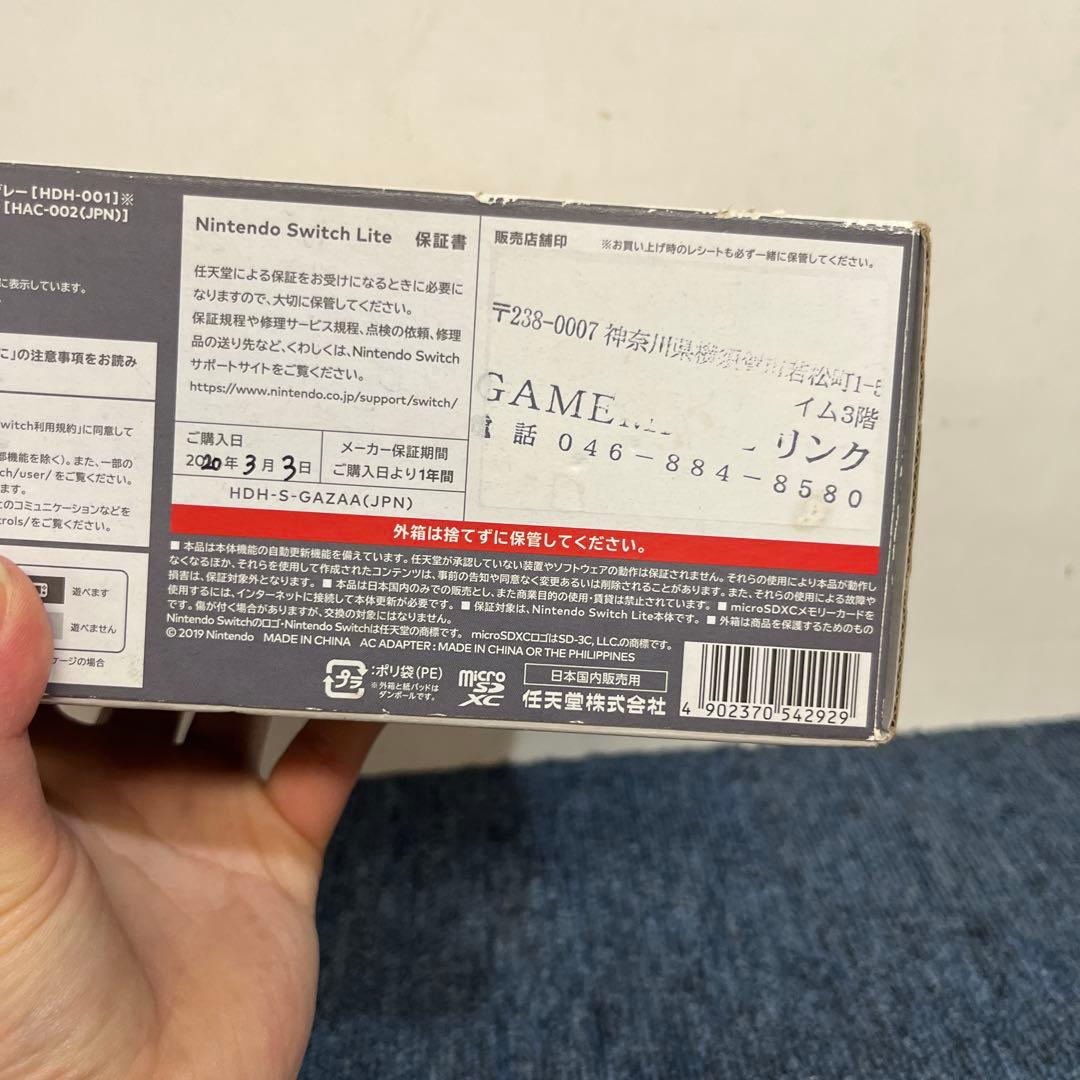 グレー[HDH-001]※
[HAC-002(JPN)]
に表示しています。
こ」の注意事項をお読み
witch利用規約」に同意して
部機能を除く)。また、一部の
ch/user/をご覧ください。
ます。
とのコミュニケーションなどを
trols/をご覧ください。
遊べます
遊べません
ケージの場合
Nintendo Switch Lite 保証書
任天堂による保証をお受けになるときに必要に
なりますので、大切に保管してください。
保証規程や修理サービス規程、点検の依頼、修理
品の送り先など、くわしくは、Nintendo Switch
サポートサイトをご覧ください。
https://www.nintendo.co.jp/support/switch/
ご購入日
2020年3月3日
メーカー保証期間
ご購入日より1年間
HDH-S-GAZAA(JPN)
販売店舗印 ※お買い上げ時のレシートも必ず一緒に保管してください。
〒238-0007 神奈川県横須賀市若松町1-5
イム3階
GAME リンク
電話 046-884-8580
外箱は捨てずに保管してください。
■ 本品は本体機能の自動更新機能を備えています。任天堂が承認していない装置やソフトウェアの動作は保証されません。それらの使用により本品が動作し
なくなるほか、それらを使用して作成されたコンテンツは、事前の告知や同意なく変更あるいは削除されることがあります。また、それらの使用による故障や
損害は、保証対象外となります。 ■ 本品は日本国内のみでの販売とし、また商業目的の使用・賃貸は禁止されています。 ■ microSDXCメモリーカードを
使用するには、インターネットに接続して本体更新が必要です。 ■ 保証対象は、Nintendo Switch Lite本体です。 ■ 外箱は商品を保護するためのもの
です。傷が付く場合がありますが、交換の対象にはなりません。
Nintendo Switchのロゴ・Nintendo Switchは任天堂の商標です。 microSDXCロゴはSD-3C, LLC.の商標です。
© 2019 Nintendo MADE IN CHINA AC ADAPTER : MADE IN CHINA OR THE PHILIPPINES
プラ
:ポリ袋(PE)
※外箱と紙パッドは
ダンボールです。
micro
SD
XC
日本国内販売用
任天堂株式会社
4 902370 542929